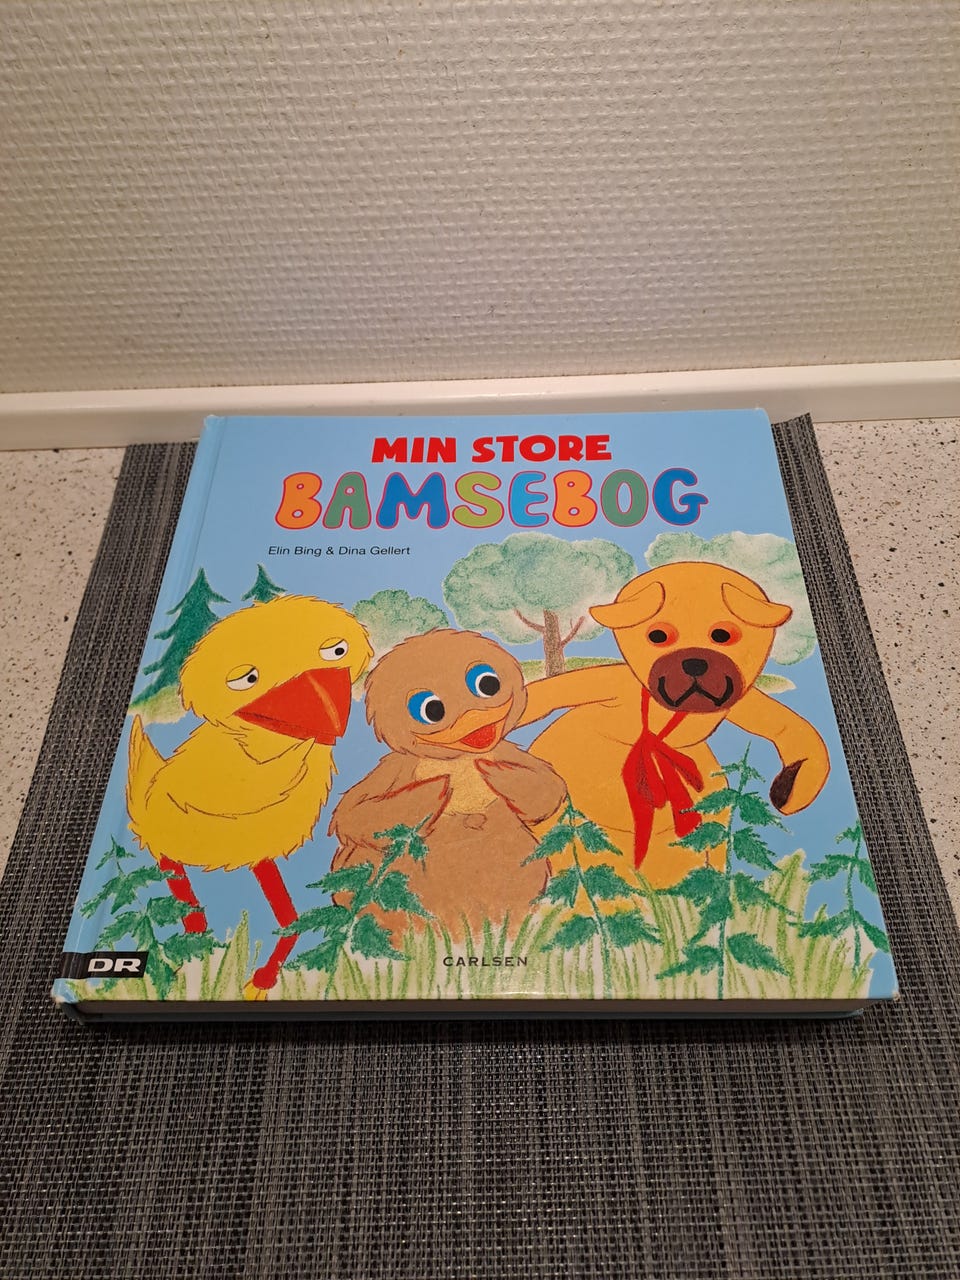 MIN STORE
BAMSEBOG
Elin Bing & Dina Gellert
DR
CARLSEN